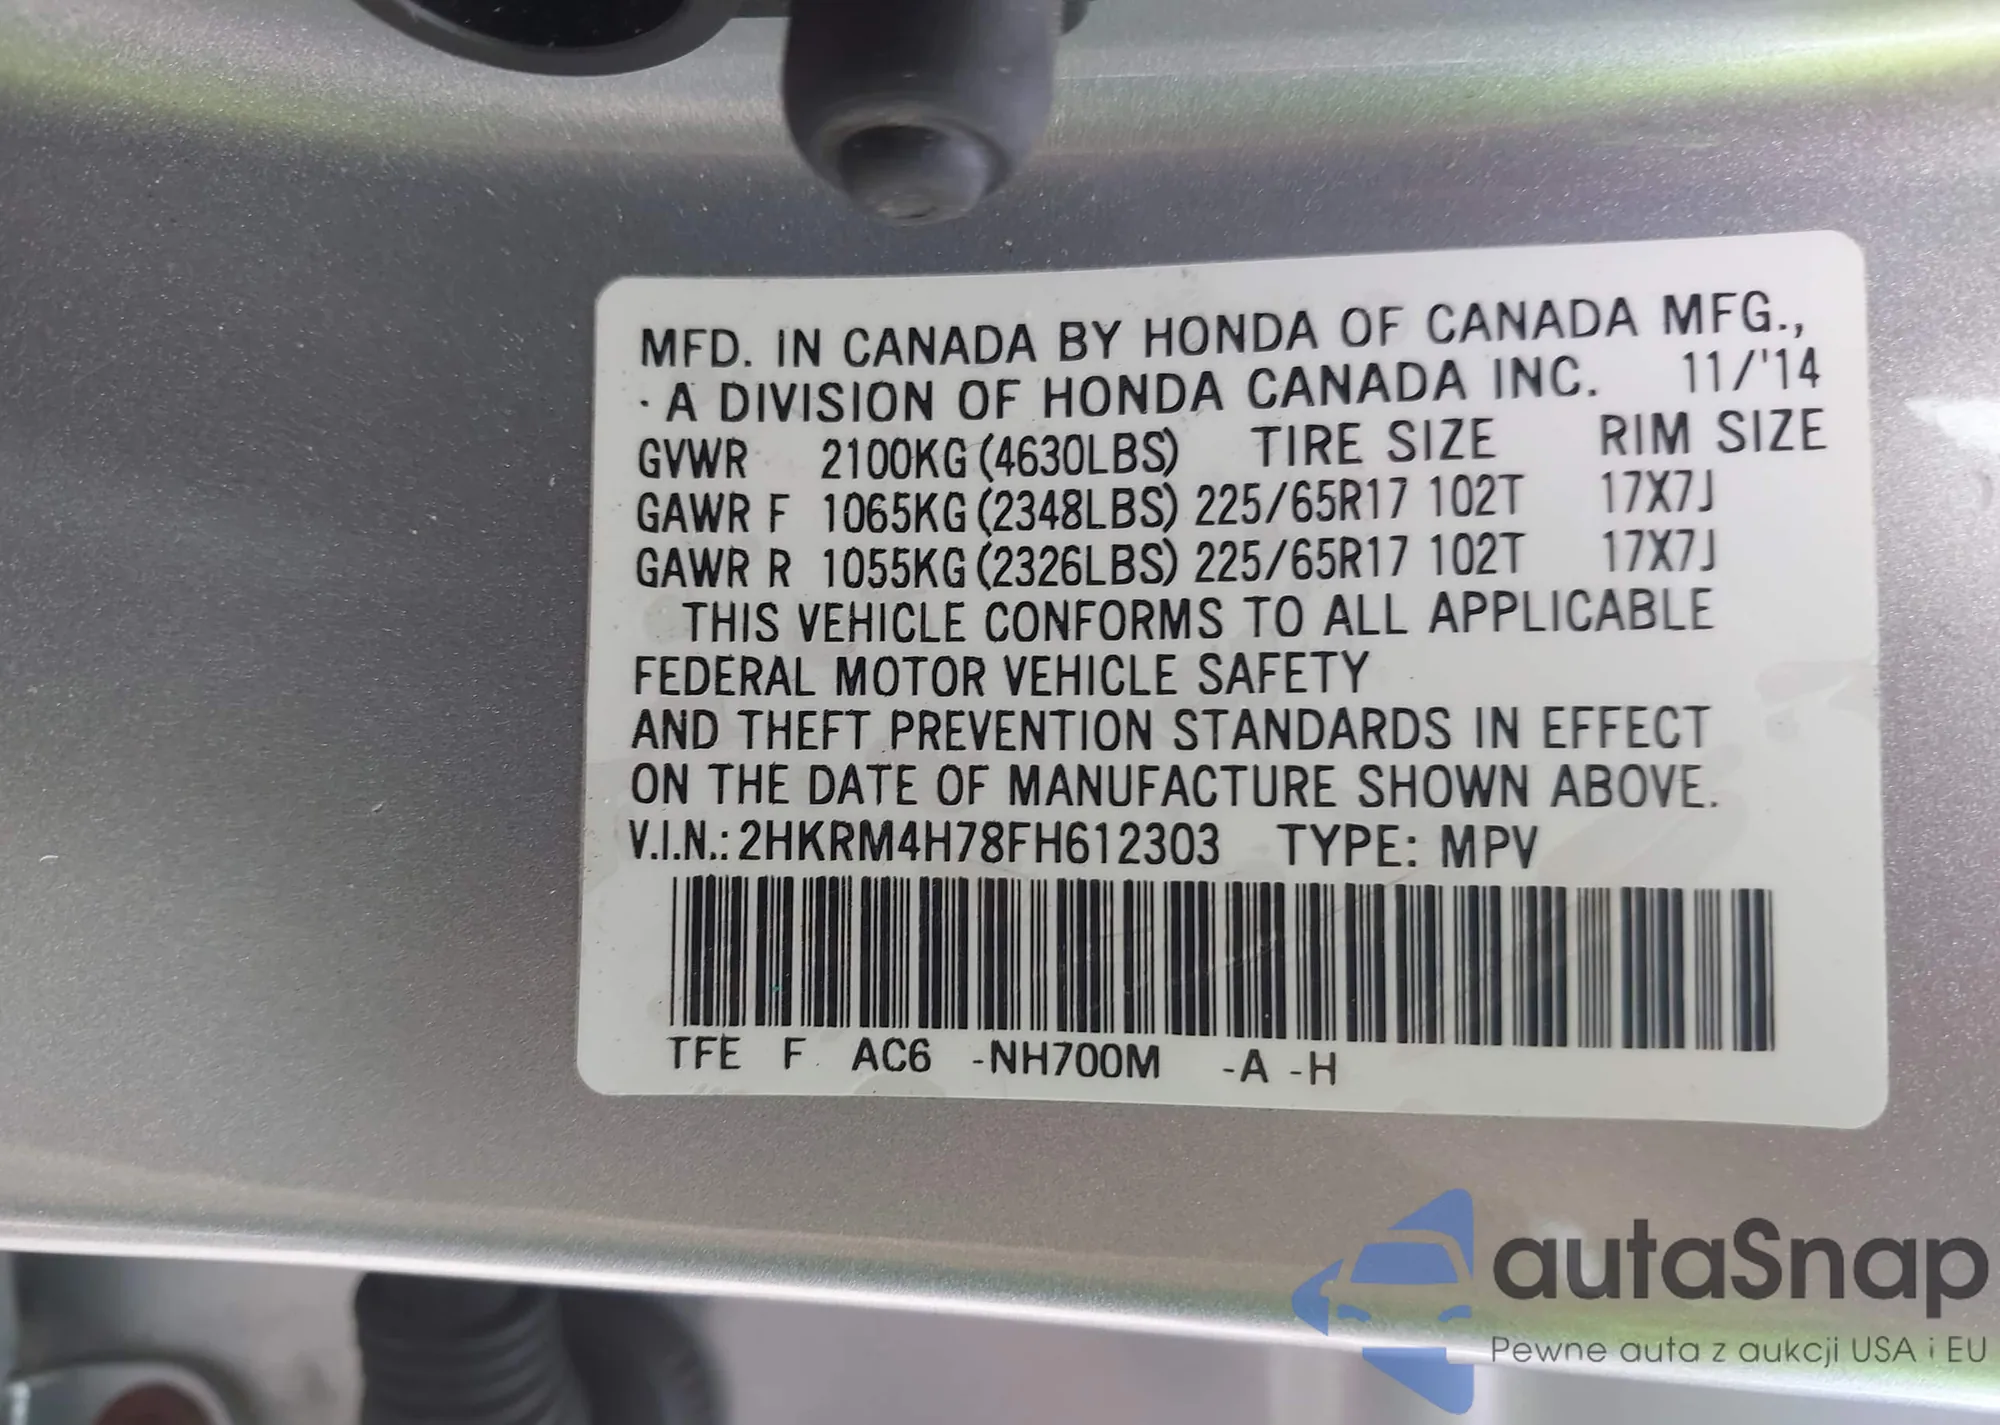 MFD. IN CANADA BY HONDA OF CANADA MFG.,
· A DIVISION OF HONDA CANADA INC. 11/'14
GVWR 2100KG (4630LBS) TIRE SIZE RIM SIZE
GAWR F 1065KG (2348LBS) 225/65R17 102T 17X7J
GAWR R 1055KG (2326LBS) 225/65R17 102T 17X7J
THIS VEHICLE CONFORMS TO ALL APPLICABLE
FEDERAL MOTOR VEHICLE SAFETY
AND THEFT PREVENTION STANDARDS IN EFFECT
ON THE DATE OF MANUFACTURE SHOWN ABOVE.
V.I.N.: 2HKRM4H78FH612303 TYPE: MPV
TFE F AC6 -NH700M -A -H
autaSnap
Pewne auta z aukcji USA i EU